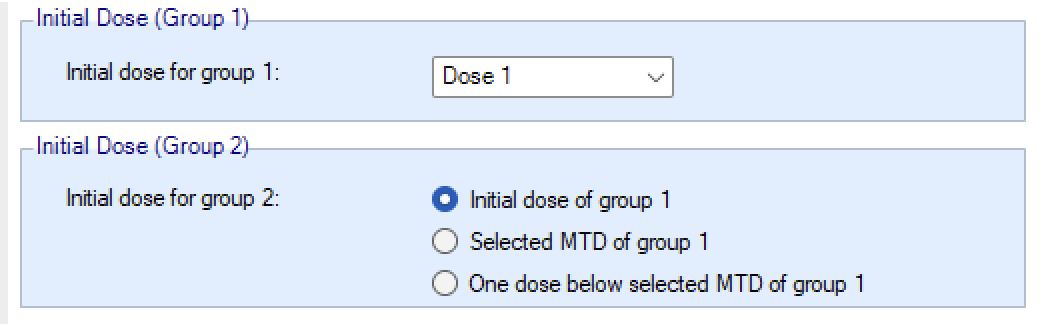 Initial Dose (Group 1)
Initial dose for group 1:
Dose 1
Initial Dose (Group 2)
Initial dose for group 2:
Initial dose of group 1
Selected MTD of group 1
One dose below selected MTD of group 1